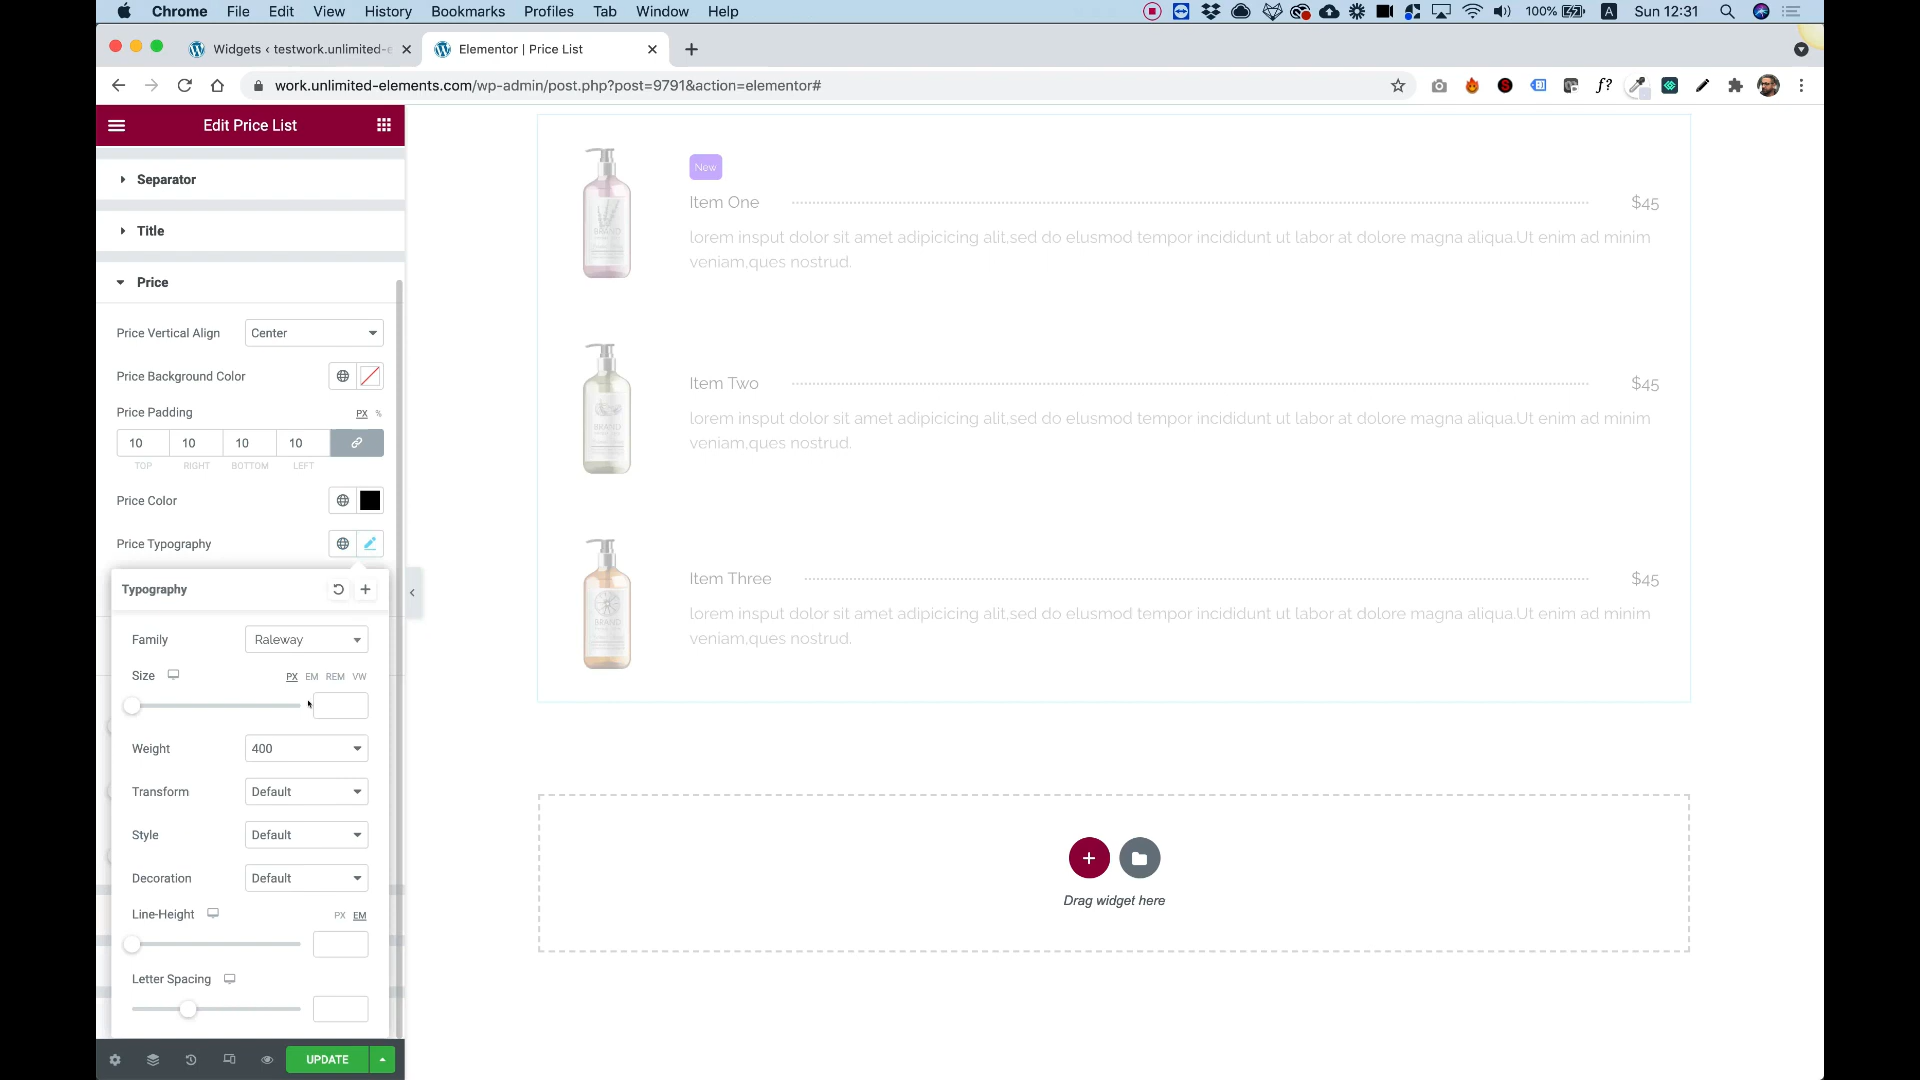 Chrome File Edit View History Bookmarks Profiles Tab Window Help 100% A Sun 12:31
Widgets ‹ testwork.unlimited-e Elementor | Price List
work.unlimited-elements.com/wp-admin/post.php?post=9791&action=elementor# f?
Edit Price List
Separator
Title
Price
Price Vertical Align Center
Price Background Color
Price Padding PX %
10 10 10 10
TOP RIGHT BOTTOM LEFT
Price Color
Price Typography
Typography
Family Raleway
Size PX EM REM VW
Weight 400
Transform Default
Style Default
Decoration Default
Line-Height PX EM
Letter Spacing
UPDATE
New
Item One $45
lorem insput dolor sit amet adipicicing alit,sed do elusmod tempor incididunt ut labor at dolore magna aliqua.Ut enim ad minim
veniam,ques nostrud.
BRAND
Item Two $45
lorem insput dolor sit amet adipicicing alit,sed do elusmod tempor incididunt ut labor at dolore magna aliqua.Ut enim ad minim
veniam,ques nostrud.
BRAND
Item Three $45
lorem insput dolor sit amet adipicicing alit,sed do elusmod tempor incididunt ut labor at dolore magna aliqua.Ut enim ad minim
veniam,ques nostrud.
BRAND
Drag widget here